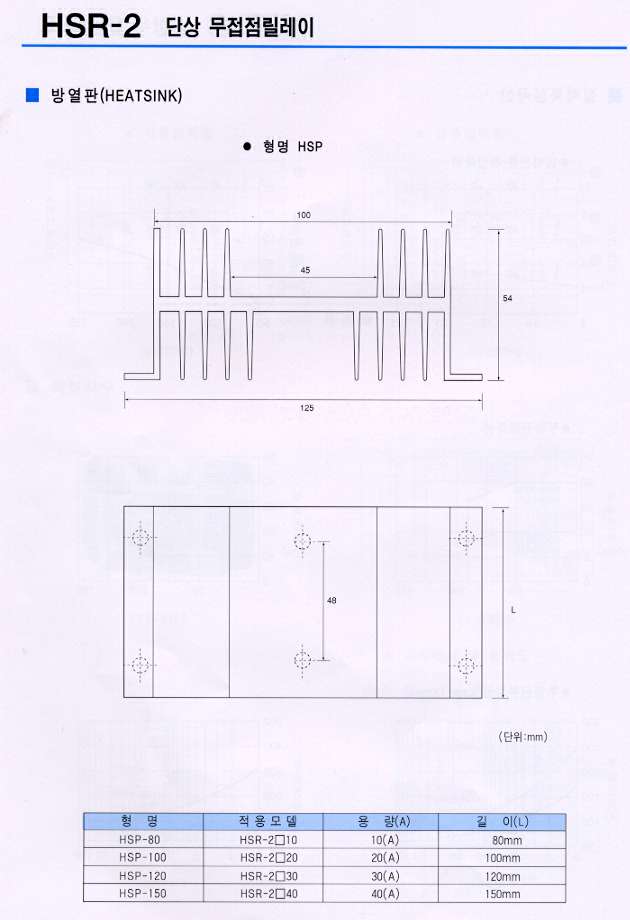 HSR-2 단상 무접점릴레이
■ 방열판(HEATSINK)
● 형명 HSP
100
45
54
125
48
L
(단위:mm)
형 명 적용모델 용 량(A) 길 이(L)
HSP-80 HSR-2□10 10(A) 80mm
HSP-100 HSR-2□20 20(A) 100mm
HSP-120 HSR-2□30 30(A) 120mm
HSP-150 HSR-2□40 40(A) 150mm